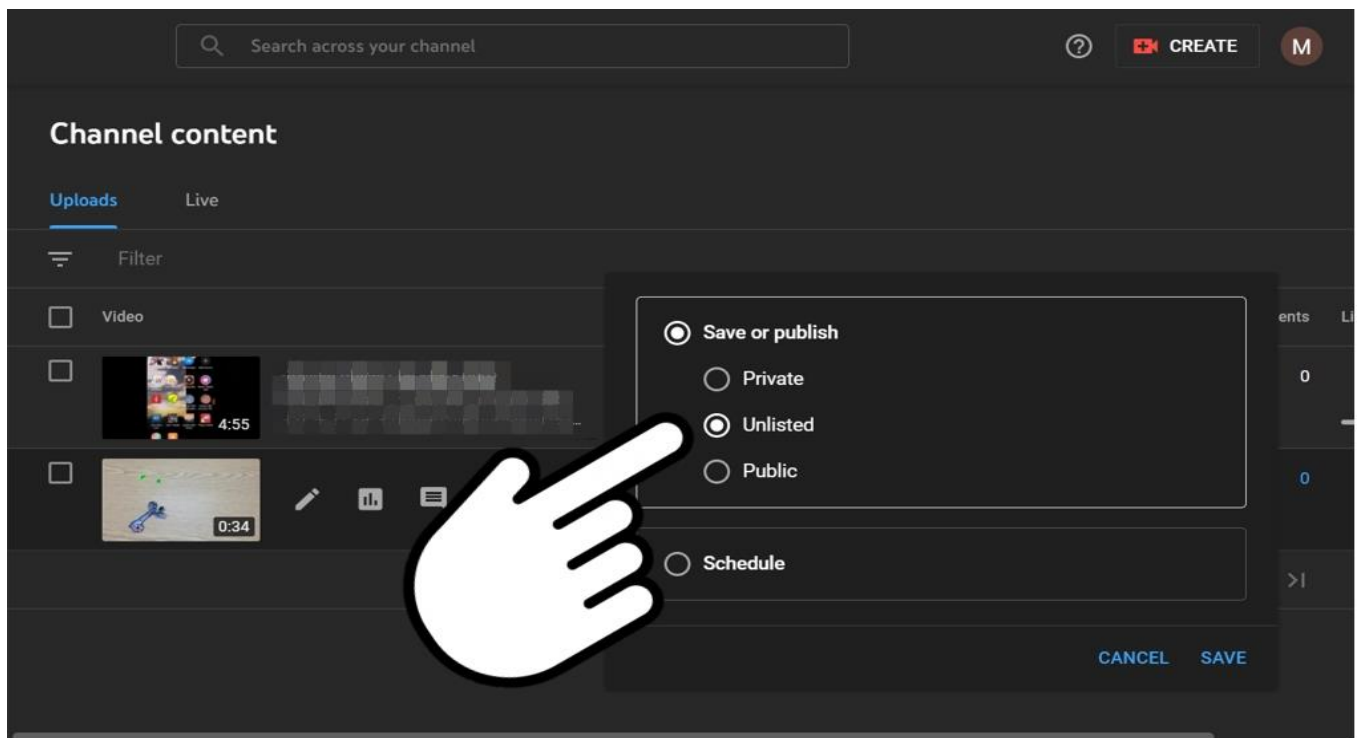 Search across your channel
CREATE
M
Channel content
Uploads Live
Filter
Video
ents
Li
Save or publish
Private
0
4:55
Unlisted
Public
0
0:34
Schedule
CANCEL SAVE